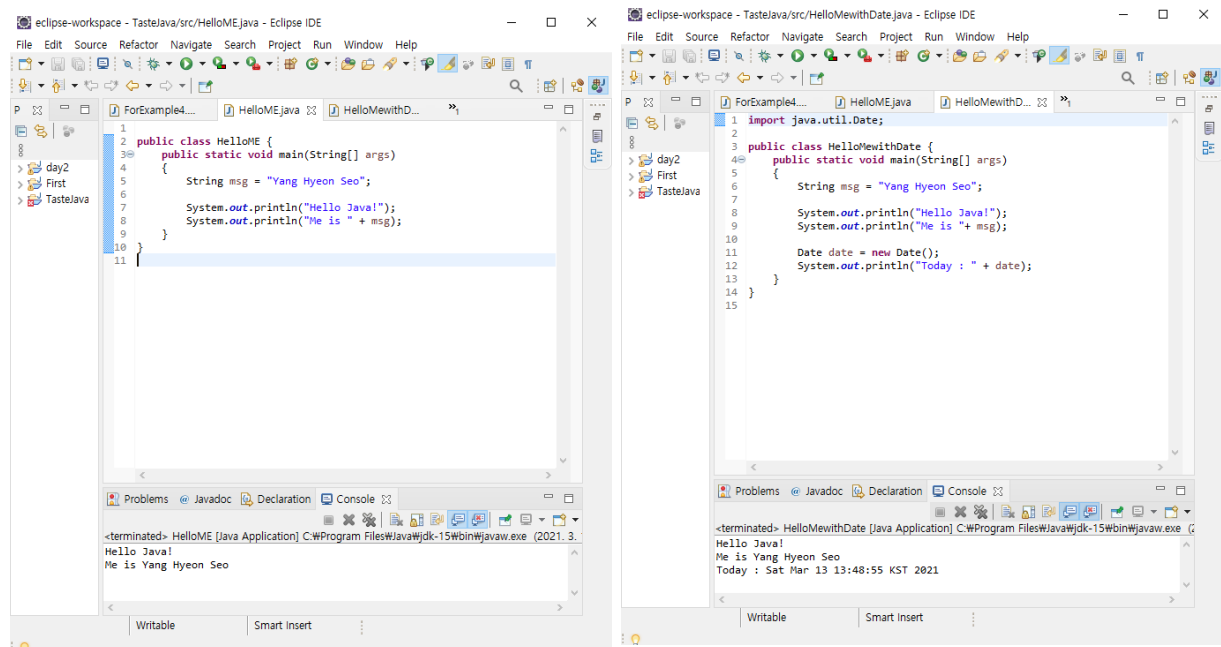 eclipse-workspace - TasteJava/src/HelloME.java - Eclipse IDE
File Edit Source Refactor Navigate Search Project Run Window Help
P
ForExample4....
HelloME.java
HelloMewithD...
»1
day2
First
TasteJava
1
2 public class HelloME {
3 public static void main(String[] args)
4 {
5 String msg = "Yang Hyeon Seo";
6
7 System.out.println("Hello Java!");
8 System.out.println("Me is " + msg);
9 }
10 }
11
Problems @ Javadoc Declaration Console
<terminated> HelloME [Java Application] C:₩Program Files₩Java₩jdk-15₩bin₩javaw.exe (2021. 3.
Hello Java!
Me is Yang Hyeon Seo
Writable Smart Insert
eclipse-workspace - TasteJava/src/HelloMewithDate.java - Eclipse IDE
File Edit Source Refactor Navigate Search Project Run Window Help
P
ForExample4....
HelloME.java
HelloMewithD...
»1
day2
First
TasteJava
1 import java.util.Date;
2
3 public class HelloMewithDate {
4 public static void main(String[] args)
5 {
6 String msg = "Yang Hyeon Seo";
7
8 System.out.println("Hello Java!");
9 System.out.println("Me is "+ msg);
10
11 Date date = new Date();
12 System.out.println("Today : " + date);
13 }
14 }
15
Problems @ Javadoc Declaration Console
<terminated> HelloMewithDate [Java Application] C:₩Program Files₩Java₩jdk-15₩bin₩javaw.exe
Hello Java!
Me is Yang Hyeon Seo
Today : Sat Mar 13 13:48:55 KST 2021
Writable Smart Insert